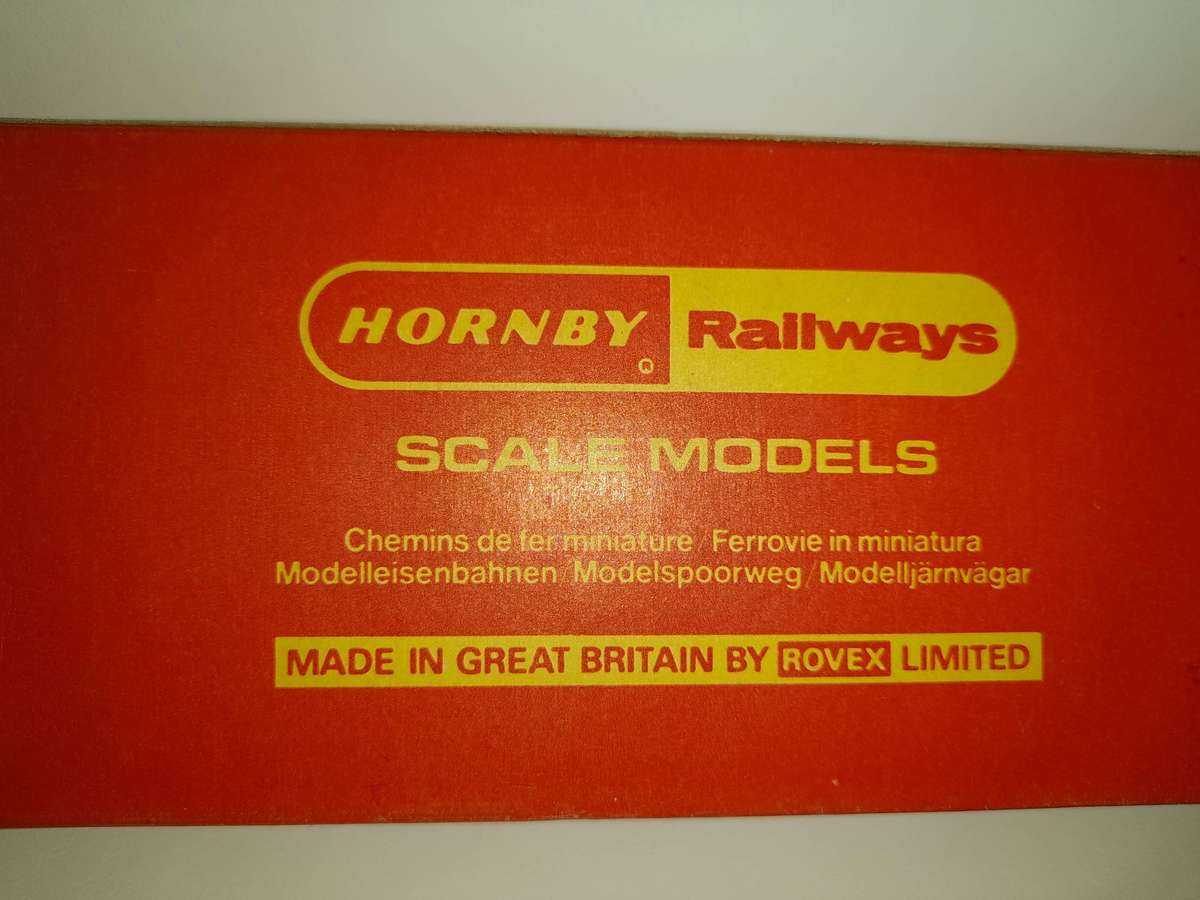 HORNBY ® Railways
SCALE MODELS
Chemins de fer miniature / Ferrovie in miniatura
Modelleisenbahnen / Modelspoorweg / Modelljärnvägar
MADE IN GREAT BRITAIN BY ROVEX LIMITED